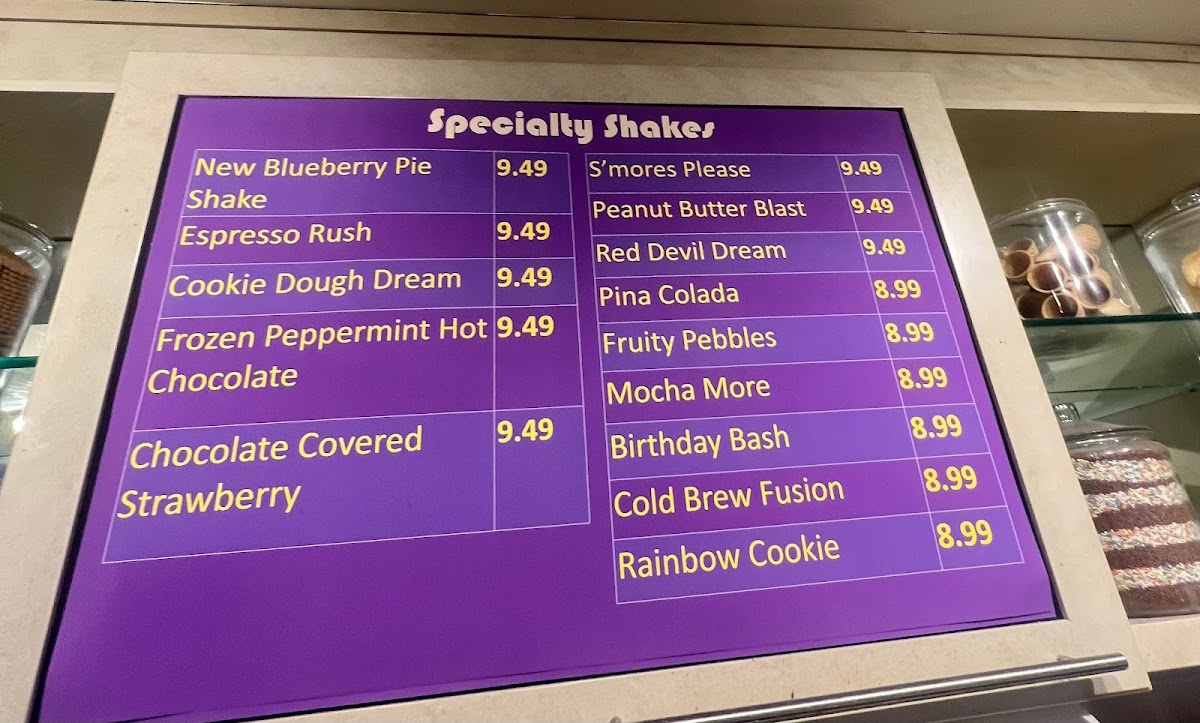 Specialty Shakes
New Blueberry Pie 9.49
Shake
Espresso Rush 9.49
Cookie Dough Dream 9.49
Frozen Peppermint Hot 9.49
Chocolate
Chocolate Covered 9.49
Strawberry
S'mores Please 9.49
Peanut Butter Blast 9.49
Red Devil Dream 9.49
Pina Colada 8.99
Fruity Pebbles 8.99
Mocha More 8.99
Birthday Bash 8.99
Cold Brew Fusion 8.99
Rainbow Cookie 8.99